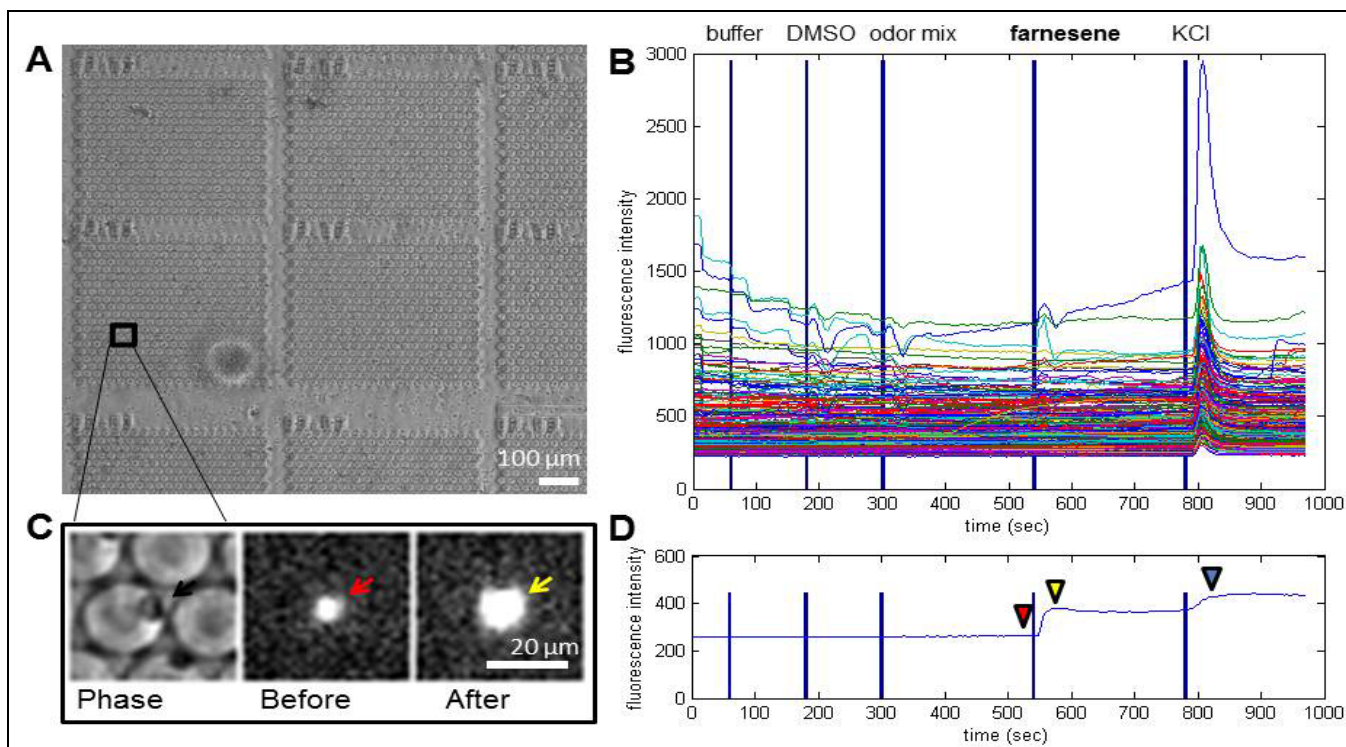 A
100 µm
buffer DMSO odor mix farnesene KCl
B
3000
2500
2000
1500
1000
500
0
fluorescence intensity
0 100 200 300 400 500 600 700 800 900 1000
time (sec)
C
20 µm
Phase Before After
D
600
400
200
0
fluorescence intensity
0 100 200 300 400 500 600 700 800 900 1000
time (sec)